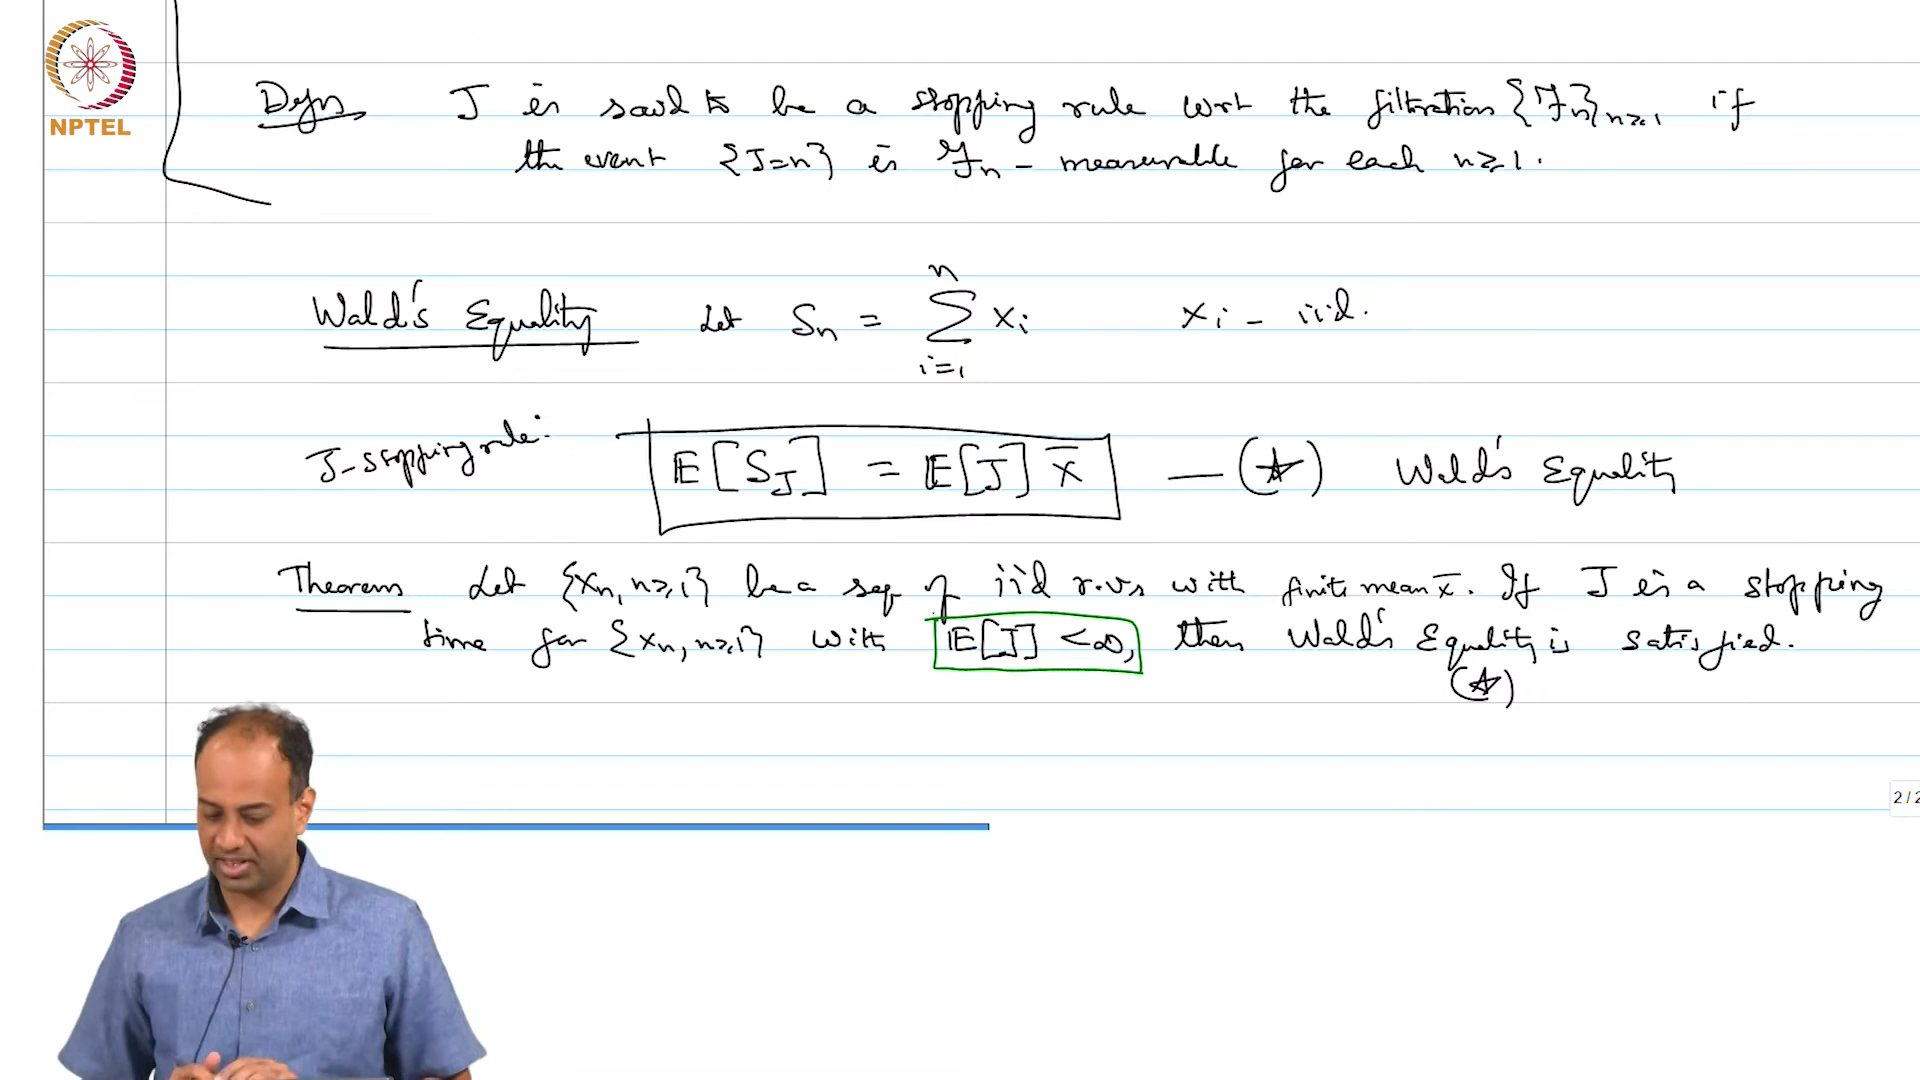 NPTEL
Defn J is said to be a stopping rule wrt the filtration {ℱn}n≥1 if
the event {J=n} is ℱn - measurable for each n≥1.
n
Wald's Equality Let Sn = ∑ Xi Xi - iid.
i=1
J-stopping rule: E[SJ] = E[J] X̄ — (☆) Wald's Equality
Theorem Let {Xn, n≥1} be a seq of iid r.vs with finite mean X̄. If J is a stopping
time for {Xn, n≥1} with E[J] <∞, then Wald's Equality is satisfied.
(☆)
2/2